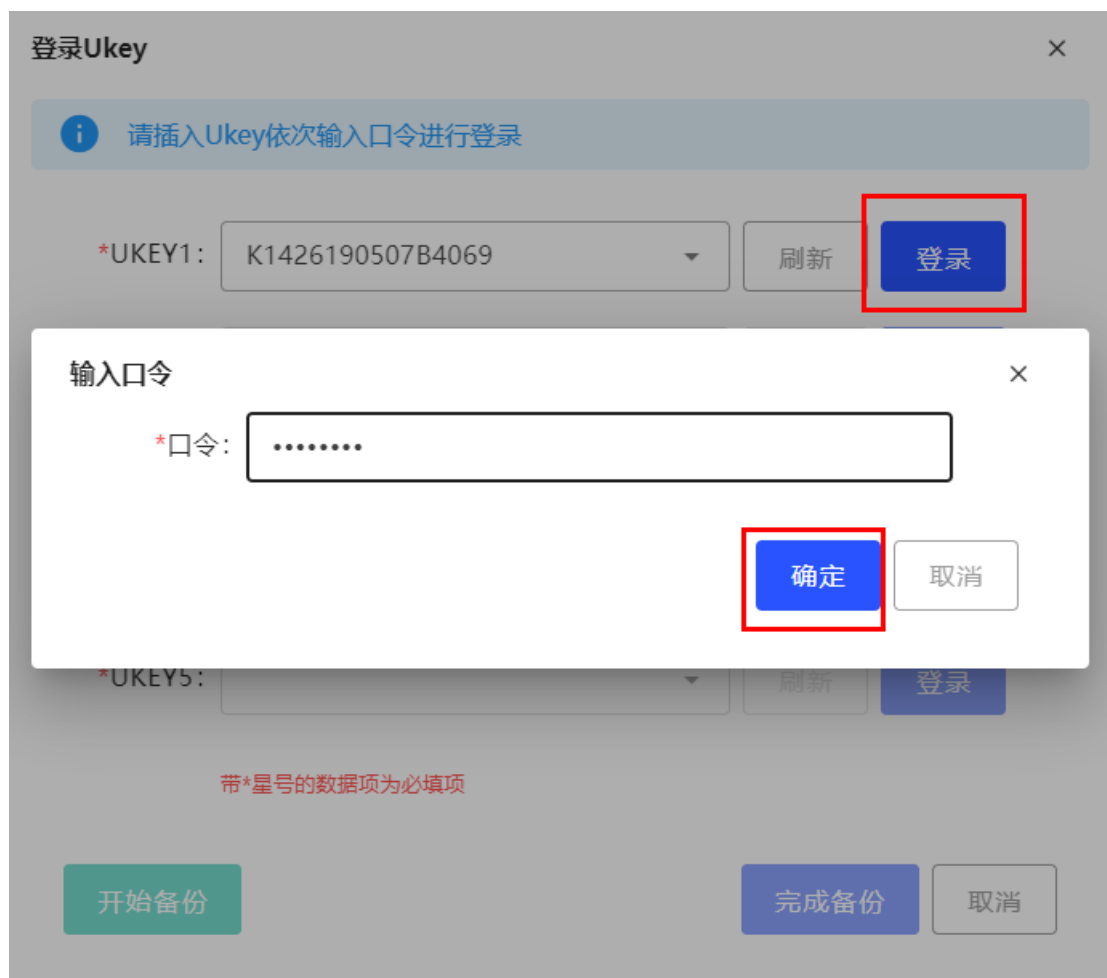 登录Ukey
请插入Ukey依次输入口令进行登录
*UKEY1: K1426190507B4069 刷新 登录
输入口令
*口令: ••••••••
确定 取消
*UKEY5: 刷新 登录
带*星号的数据项为必填项
开始备份 完成备份 取消